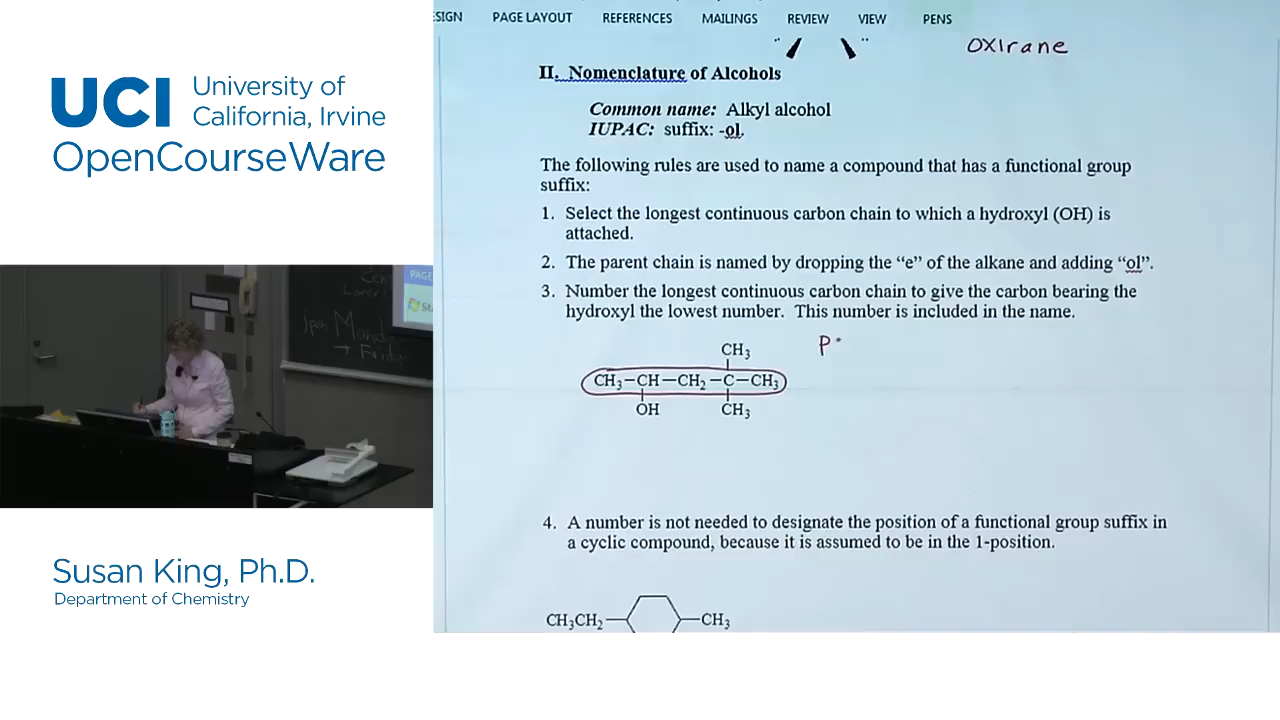 ESIGN PAGE LAYOUT REFERENCES MAILINGS REVIEW VIEW PENS
oxirane
UCI University of
California, Irvine
OpenCourseWare
II. Nomenclature of Alcohols
Common name: Alkyl alcohol
IUPAC: suffix: -ol.
The following rules are used to name a compound that has a functional group
suffix:
1. Select the longest continuous carbon chain to which a hydroxyl (OH) is
attached.
2. The parent chain is named by dropping the “e” of the alkane and adding “ol”.
3. Number the longest continuous carbon chain to give the carbon bearing the
hydroxyl the lowest number. This number is included in the name.
P
CH₃
CH₃–CH–CH₂–C–CH₃
OH CH₃
4. A number is not needed to designate the position of a functional group suffix in
a cyclic compound, because it is assumed to be in the 1-position.
CH₃CH₂ CH₃
PAGE
Sta
Lower
Monday
→ Friday
Susan King, Ph.D.
Department of Chemistry